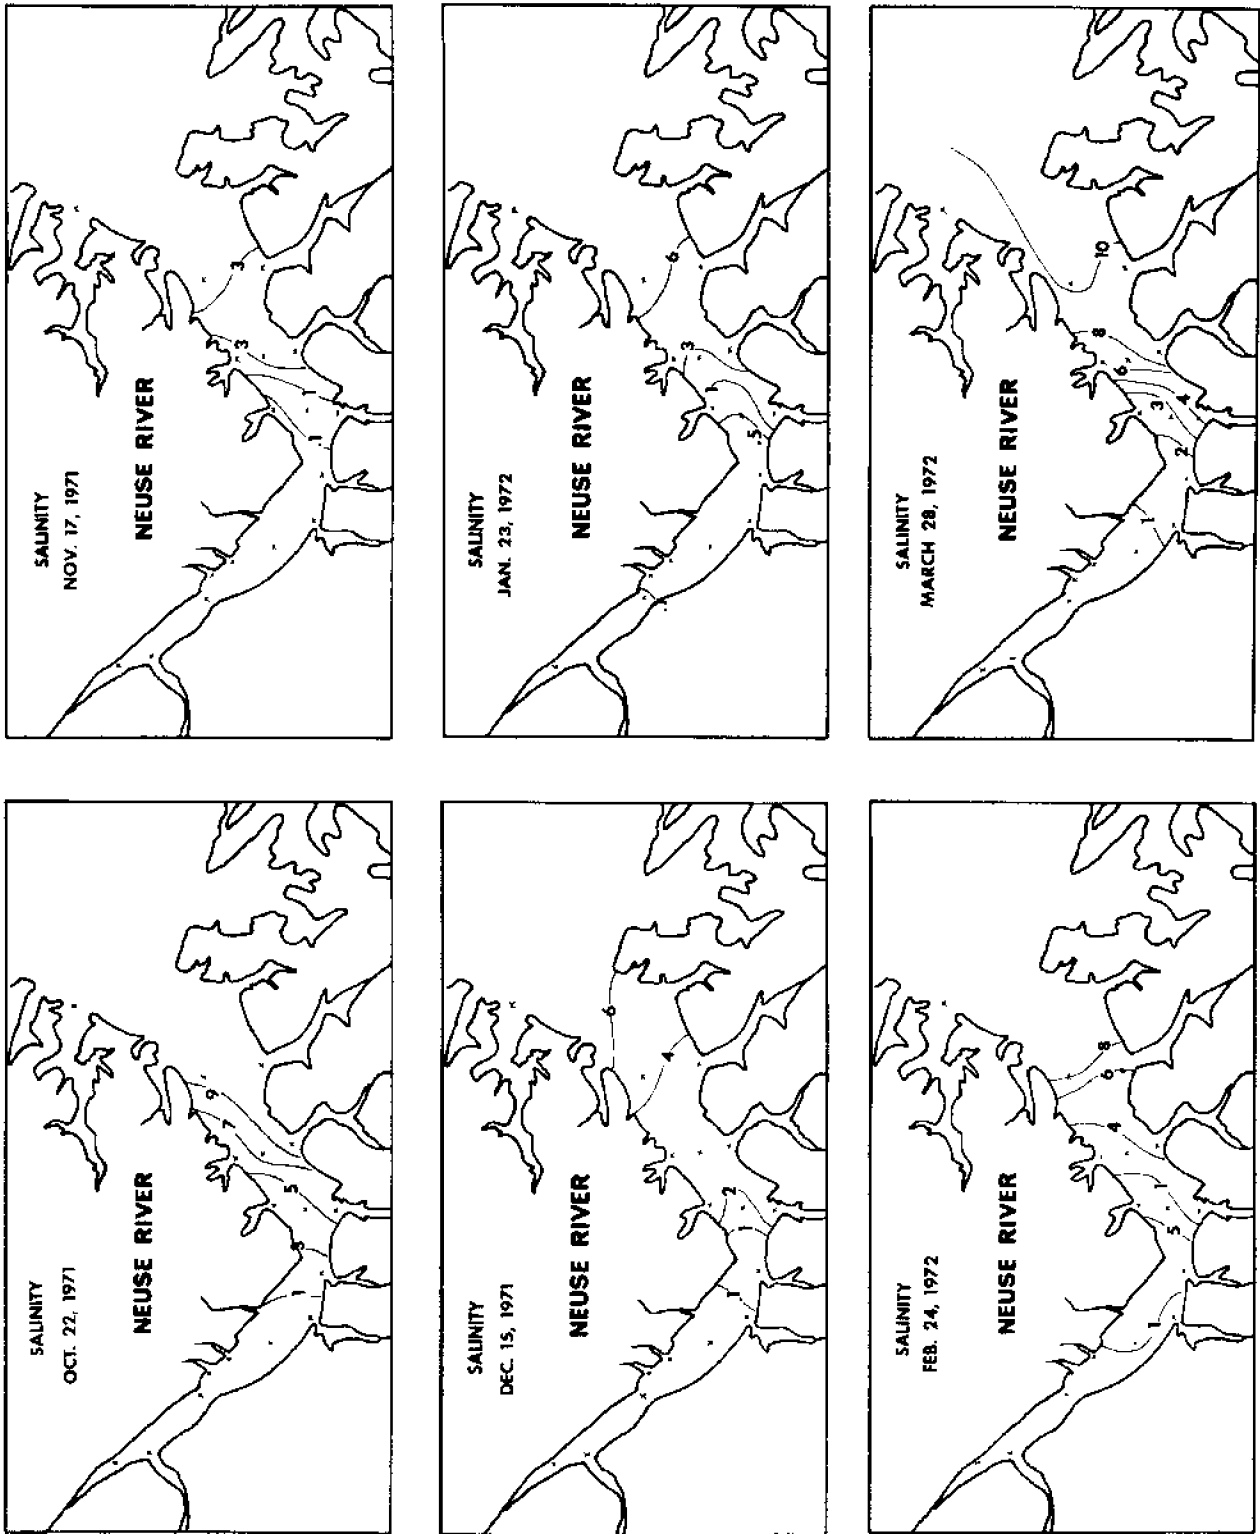 SALINITY
OCT. 22, 1971
NEUSE RIVER
1
3
5
7
9
SALINITY
NOV. 17, 1971
NEUSE RIVER
1
1
3
3
SALINITY
DEC. 15, 1971
NEUSE RIVER
1
1
2
4
6
SALINITY
JAN. 23, 1972
NEUSE RIVER
.5
1
3
6
SALINITY
FEB. 24, 1972
NEUSE RIVER
1
5
1
4
6
8
SALINITY
MARCH 28, 1972
NEUSE RIVER
1
2
3
4
6
8
10